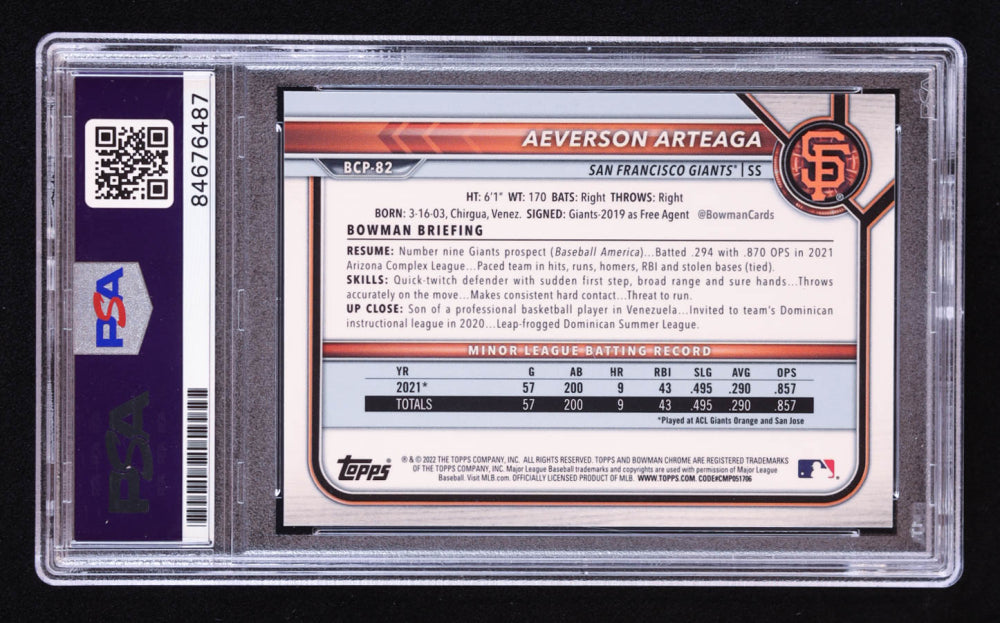 84676487
PSA
PSA
AEVERSON ARTEAGA
BCP-82
SAN FRANCISCO GIANTS® | SS
SF
HT: 6'1" WT: 170 BATS: Right THROWS: Right
BORN: 3-16-03, Chirgua, Venez. SIGNED: Giants-2019 as Free Agent @BowmanCards
BOWMAN BRIEFING
RESUME: Number nine Giants prospect (Baseball America)...Batted .294 with .870 OPS in 2021
Arizona Complex League...Paced team in hits, runs, homers, RBI and stolen bases (tied).
SKILLS: Quick-twitch defender with sudden first step, broad range and sure hands...Throws
accurately on the move...Makes consistent hard contact...Threat to run.
UP CLOSE: Son of a professional basketball player in Venezuela...Invited to team's Dominican
instructional league in 2020...Leap-frogged Dominican Summer League.
MINOR LEAGUE BATTING RECORD
YR G AB HR RBI SLG AVG OPS
2021* 57 200 9 43 .495 .290 .857
TOTALS 57 200 9 43 .495 .290 .857
*Played at ACL Giants Orange and San Jose
Topps
® & © 2022 THE TOPPS COMPANY, INC. ALL RIGHTS RESERVED. TOPPS AND BOWMAN CHROME ARE REGISTERED TRADEMARKS
OF THE TOPPS COMPANY, INC. Major League Baseball trademarks and copyrights are used with permission of Major League
Baseball. Visit MLB.com. OFFICIALLY LICENSED PRODUCT OF MLB. WWW.TOPPS.COM. CODE#CMP051706